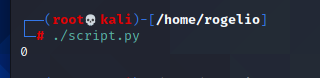 ┌──(root💀kali)-[/home/rogelio]
└─# ./script.py
0